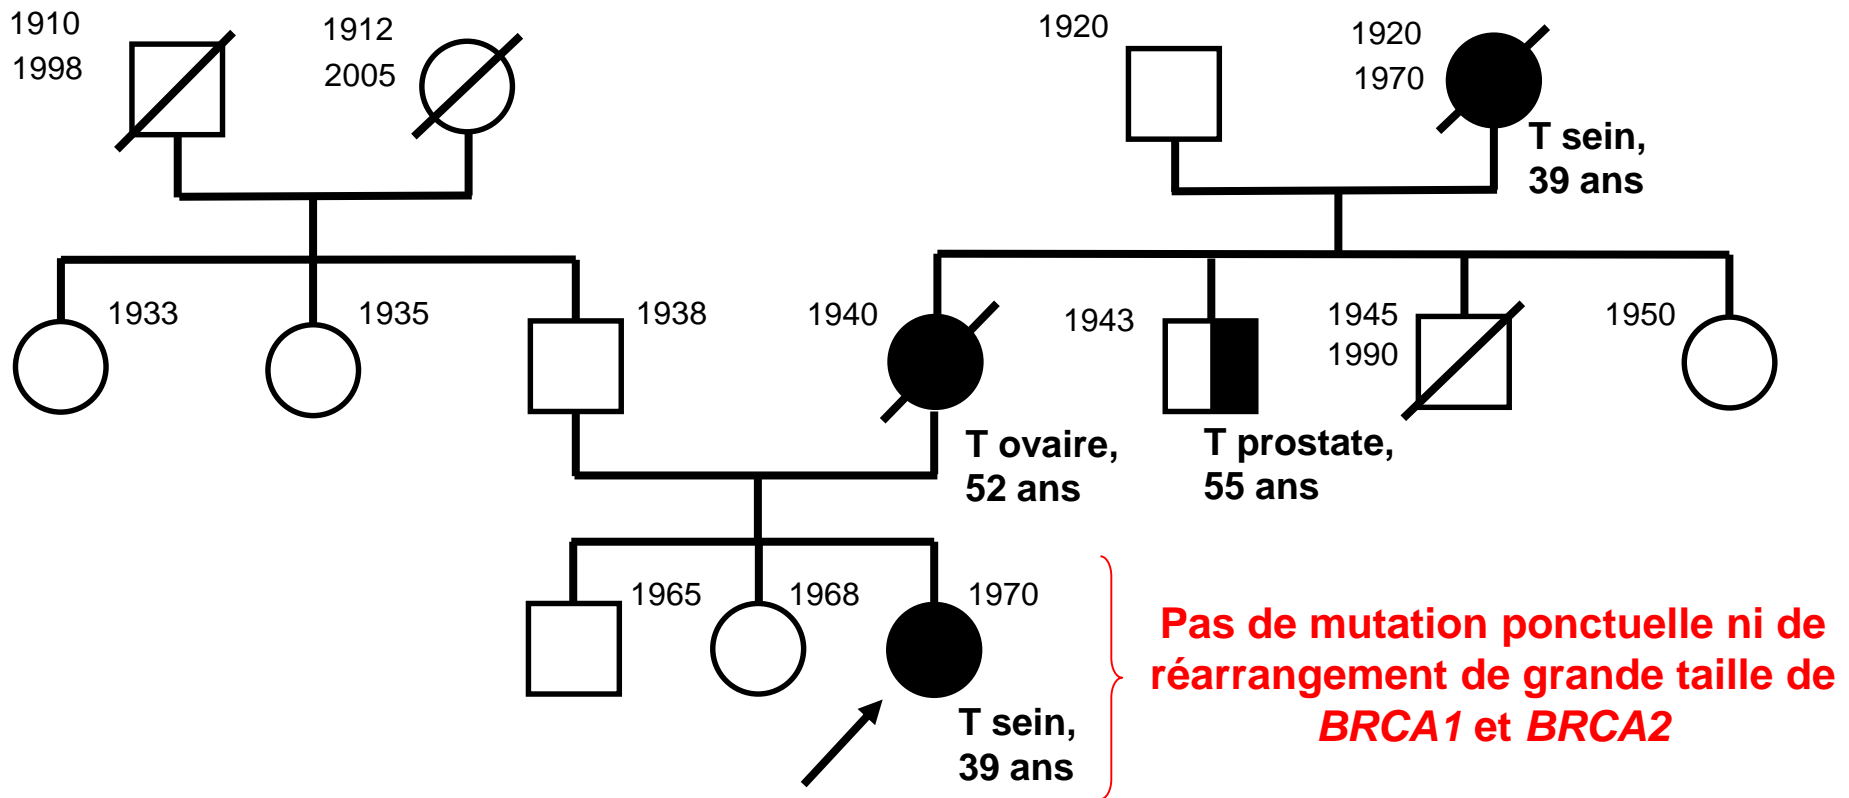 1910
1998
1912
2005
1920
1920
1970
T sein,
39 ans
1933
1935
1938
1940
1943
1945
1990
1950
T ovaire,
52 ans
T prostate,
55 ans
1965
1968
1970
T sein,
39 ans
Pas de mutation ponctuelle ni de
réarrangement de grande taille de
BRCA1 et BRCA2